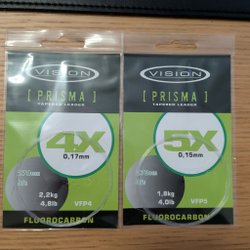 VISION
[ PRISMA ]
TAPERED LEADER
4X
0,17mm
2,2kg
4,8lb
VFP4
FLUOROCARBON
VISION
[ PRISMA ]
TAPERED LEADER
5X
0,15mm
1,8kg
4,0lb
VFP5
FLUOROCARBON